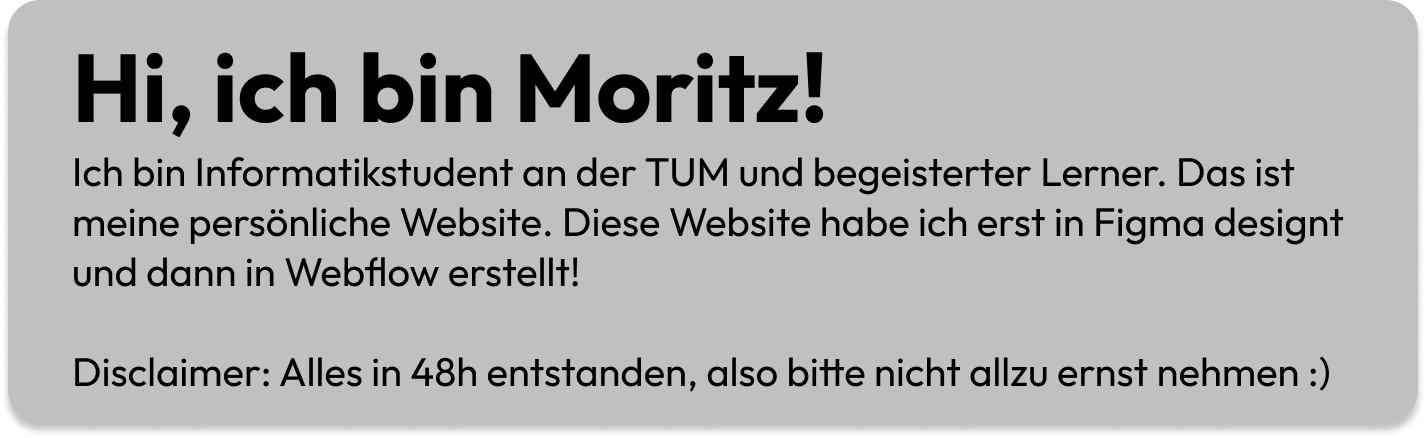 Hi, ich bin Moritz!
Ich bin Informatikstudent an der TUM und begeisterter Lerner. Das ist
meine persönliche Website. Diese Website habe ich erst in Figma designt
und dann in Webflow erstellt!
Disclaimer: Alles in 48h entstanden, also bitte nicht allzu ernst nehmen :)